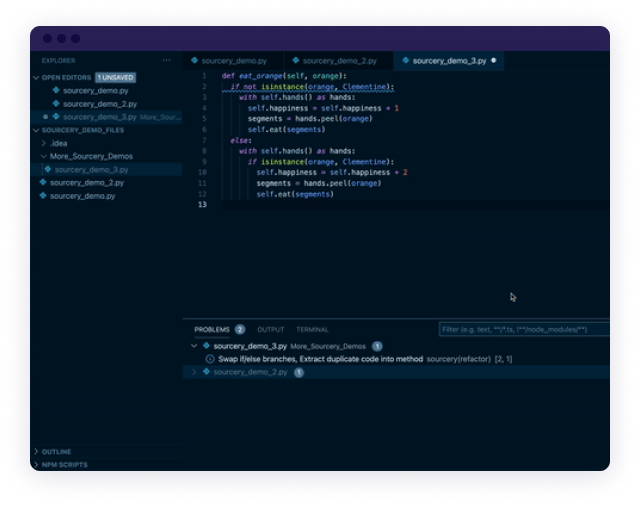 EXPLORER ...
OPEN EDITORS 1 UNSAVED
sourcery_demo.py
sourcery_demo_2.py
sourcery_demo_3.py More_Sour...
SOURCERY_DEMO_FILES
.idea
More_Sourcery_Demos
sourcery_demo_3.py
sourcery_demo_2.py
sourcery_demo.py
OUTLINE
NPM SCRIPTS
sourcery_demo.py sourcery_demo_2.py sourcery_demo_3.py
1 def eat_orange(self, orange):
2 if not isinstance(orange, Clementine):
3 with self.hands() as hands:
4 self.happiness = self.happiness + 1
5 segments = hands.peel(orange)
6 self.eat(segments)
7 else:
8 with self.hands() as hands:
9 if isinstance(orange, Clementine):
10 self.happiness = self.happiness + 2
11 segments = hands.peel(orange)
12 self.eat(segments)
13
PROBLEMS 2 OUTPUT TERMINAL Filter (e.g. text, **/*.ts, !**/node_modules/**)
sourcery_demo_3.py More_Sourcery_Demos 1
Swap if/else branches, Extract duplicate code into method sourcery(refactor) [2, 1]
sourcery_demo_2.py 1